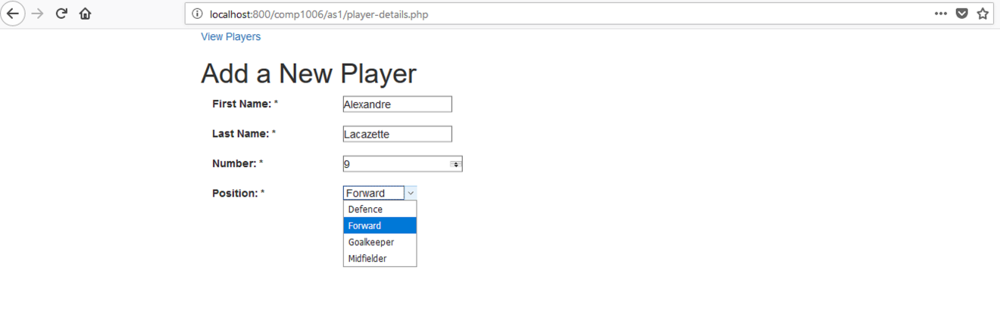 localhost:800/comp1006/as1/player-details.php
View Players
Add a New Player
First Name: * Alexandre
Last Name: * Lacazette
Number: * 9
Position: * Forward
Defence
Forward
Goalkeeper
Midfielder